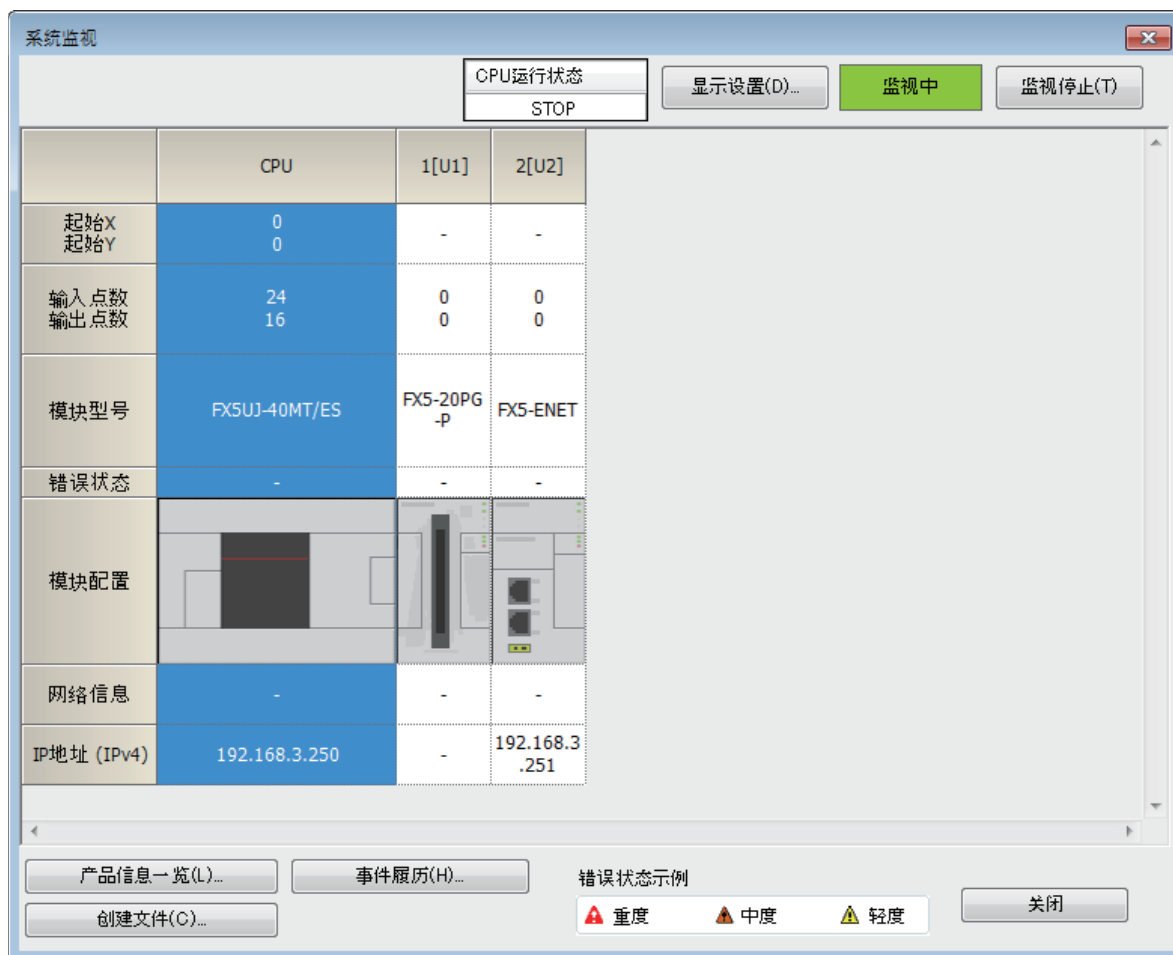 系统监视
CPU运行状态
STOP
显示设置(D)...
监视中
监视停止(T)
CPU 1[U1] 2[U2]
起始X 0
起始Y 0 - -
输入点数 24 0 0
输出点数 16 0 0
模块型号 FX5UJ-40MT/ES FX5-20PG FX5-ENET
-P
错误状态 - - -
模块配置
网络信息 - - -
IP地址 (IPv4) 192.168.3.250 - 192.168.3
.251
产品信息一览(L)... 事件履历(H)...
创建文件(C)...
错误状态示例
重度 中度 轻度
关闭